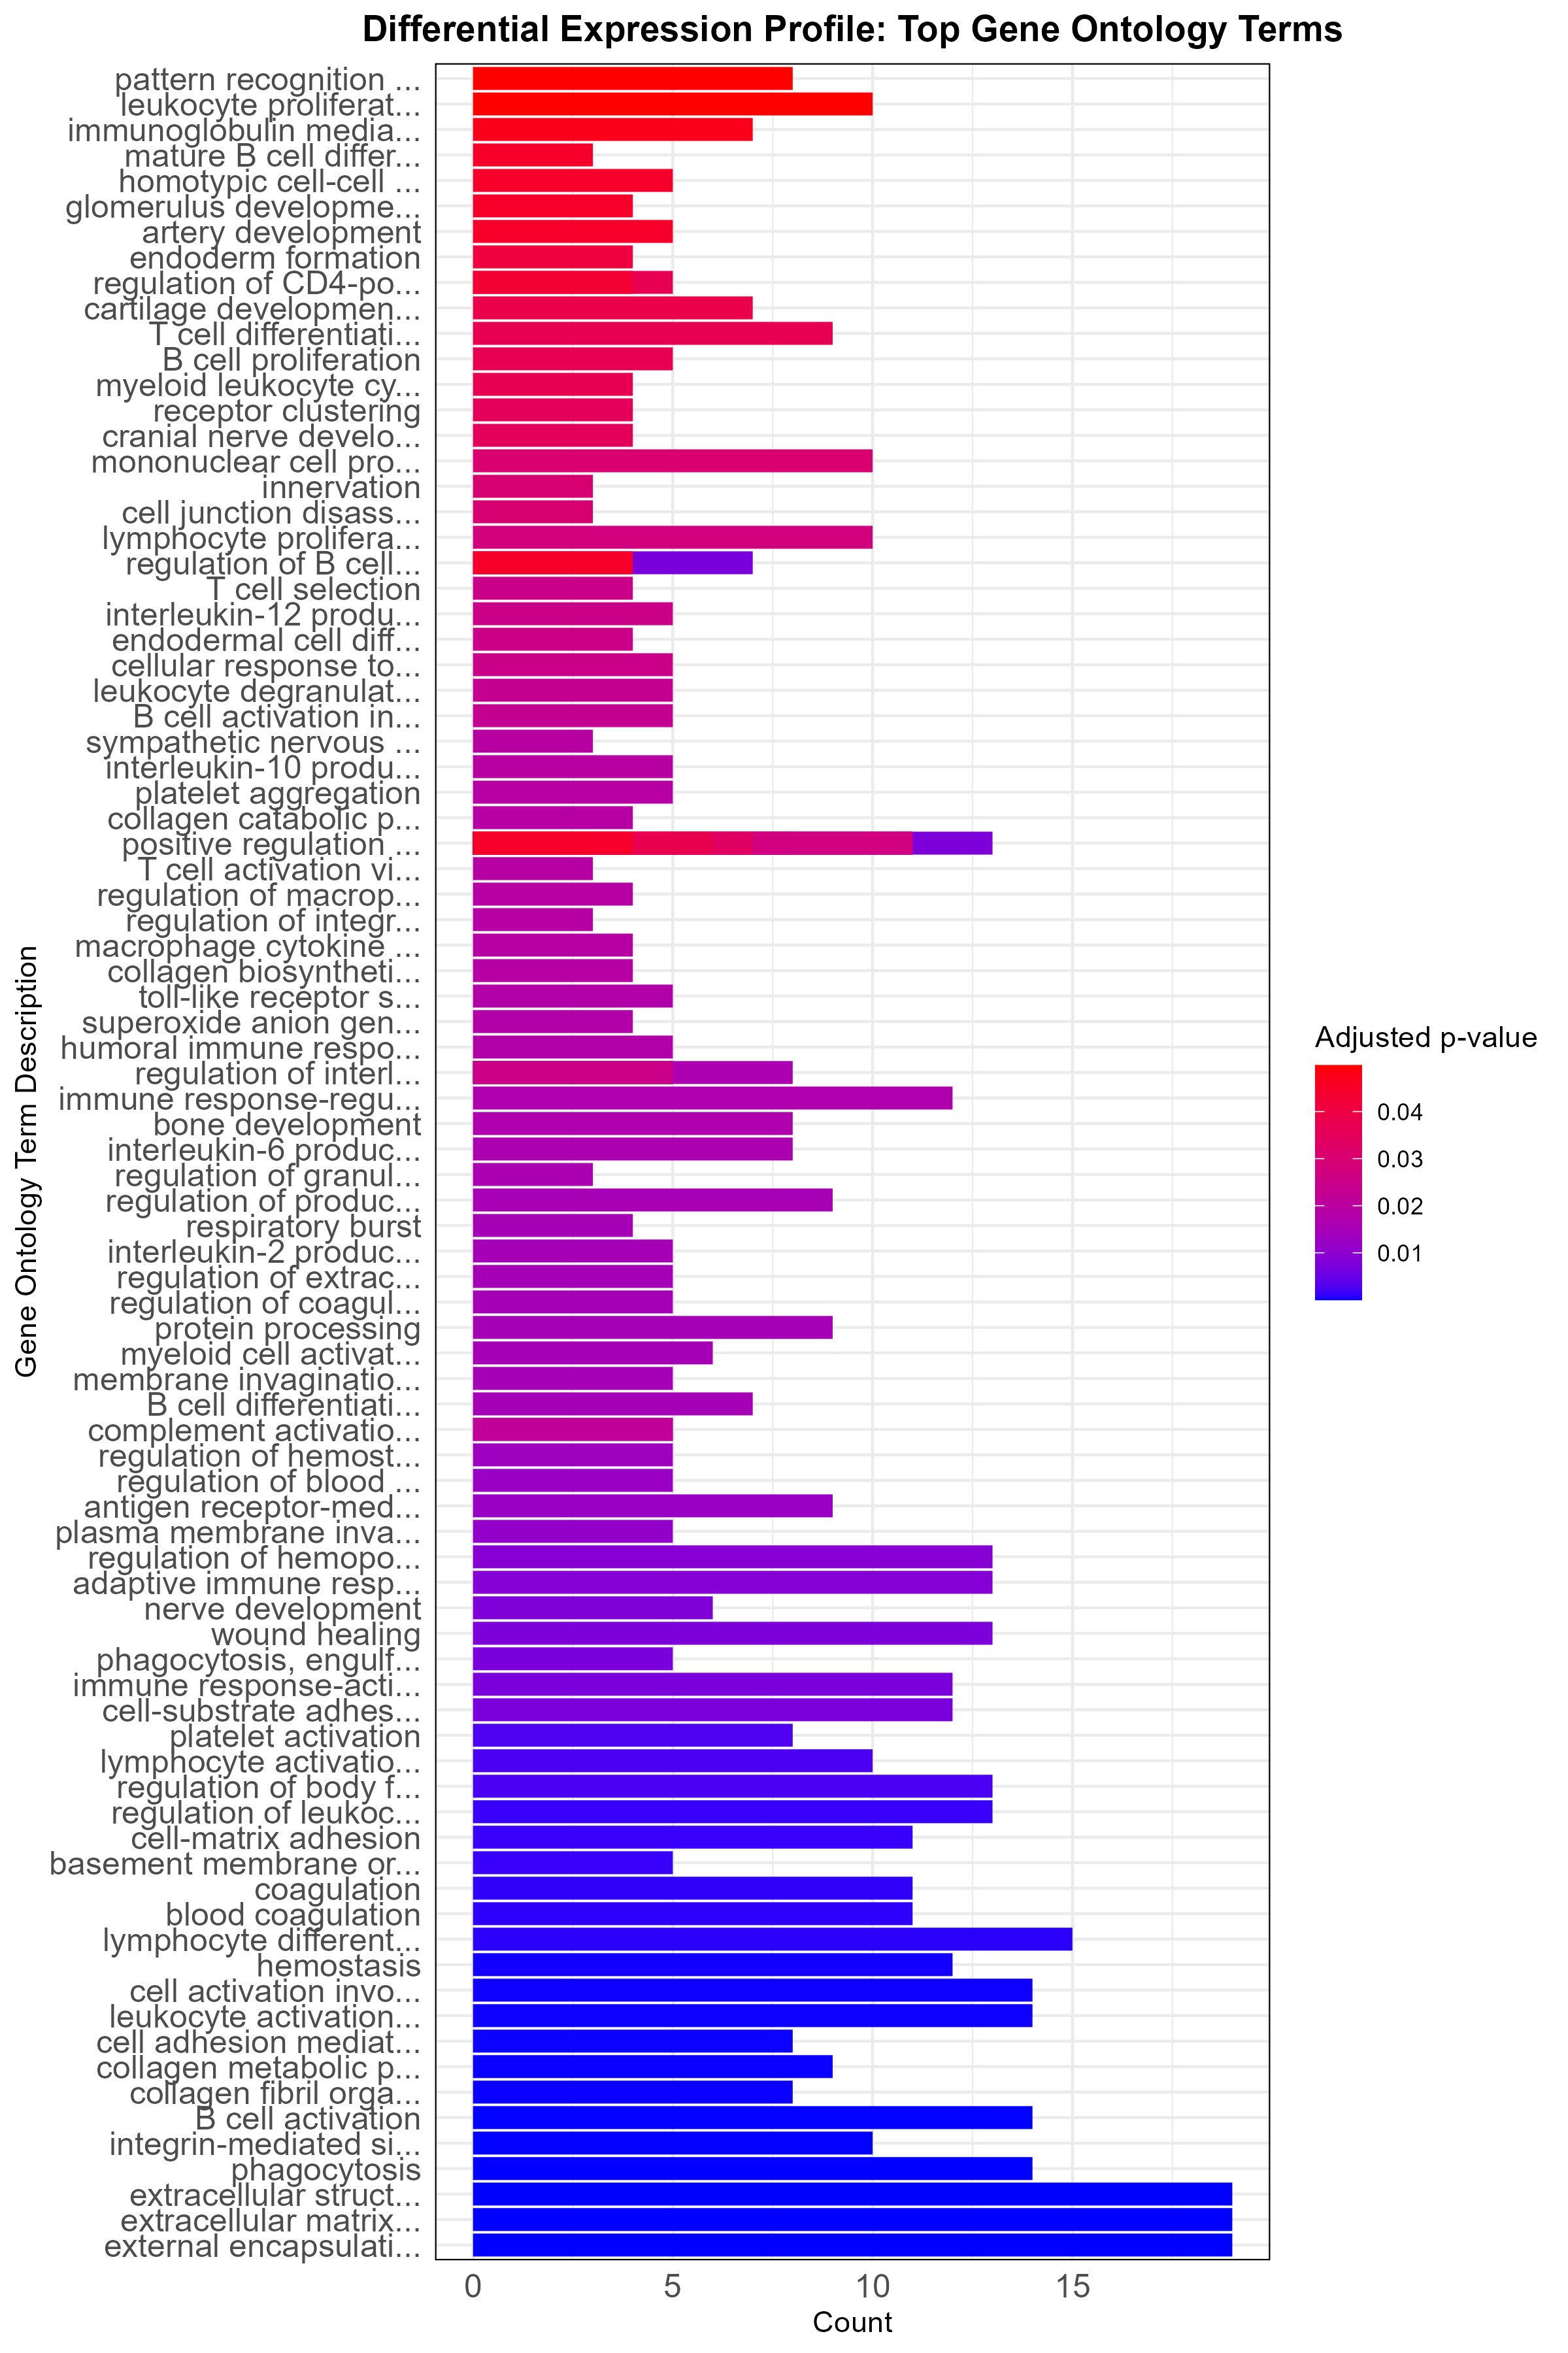 Differential Expression Profile: Top Gene Ontology Terms
pattern recognition ...
leukocyte proliferat...
immunoglobulin media...
mature B cell differ...
homotypic cell-cell ...
glomerulus developme...
artery development
endoderm formation
regulation of CD4-po...
cartilage developmen...
T cell differentiati...
B cell proliferation
myeloid leukocyte cy...
receptor clustering
cranial nerve develo...
mononuclear cell pro...
innervation
cell junction disass...
lymphocyte prolifera...
regulation of B cell...
T cell selection
interleukin-12 produ...
endodermal cell diff...
cellular response to...
leukocyte degranulat...
B cell activation in...
sympathetic nervous ...
interleukin-10 produ...
platelet aggregation
collagen catabolic p...
positive regulation ...
T cell activation vi...
regulation of macrop...
regulation of integr...
macrophage cytokine ...
collagen biosyntheti...
toll-like receptor s...
superoxide anion gen...
humoral immune respo...
regulation of interl...
immune response-regu...
bone development
interleukin-6 produc...
regulation of granul...
regulation of produc...
respiratory burst
interleukin-2 produc...
regulation of extrac...
regulation of coagul...
protein processing
myeloid cell activat...
membrane invaginatio...
B cell differentiati...
complement activatio...
regulation of hemost...
regulation of blood ...
antigen receptor-med...
plasma membrane inva...
regulation of hemopo...
adaptive immune resp...
nerve development
wound healing
phagocytosis, engulf...
immune response-acti...
cell-substrate adhes...
platelet activation
lymphocyte activatio...
regulation of body f...
regulation of leukoc...
cell-matrix adhesion
basement membrane or...
coagulation
blood coagulation
lymphocyte different...
hemostasis
cell activation invo...
leukocyte activation...
cell adhesion mediat...
collagen metabolic p...
collagen fibril orga...
B cell activation
integrin-mediated si...
phagocytosis
extracellular struct...
extracellular matrix...
external encapsulati...
Gene Ontology Term Description
0 5 10 15
Count
Adjusted p-value
0.04
0.03
0.02
0.01